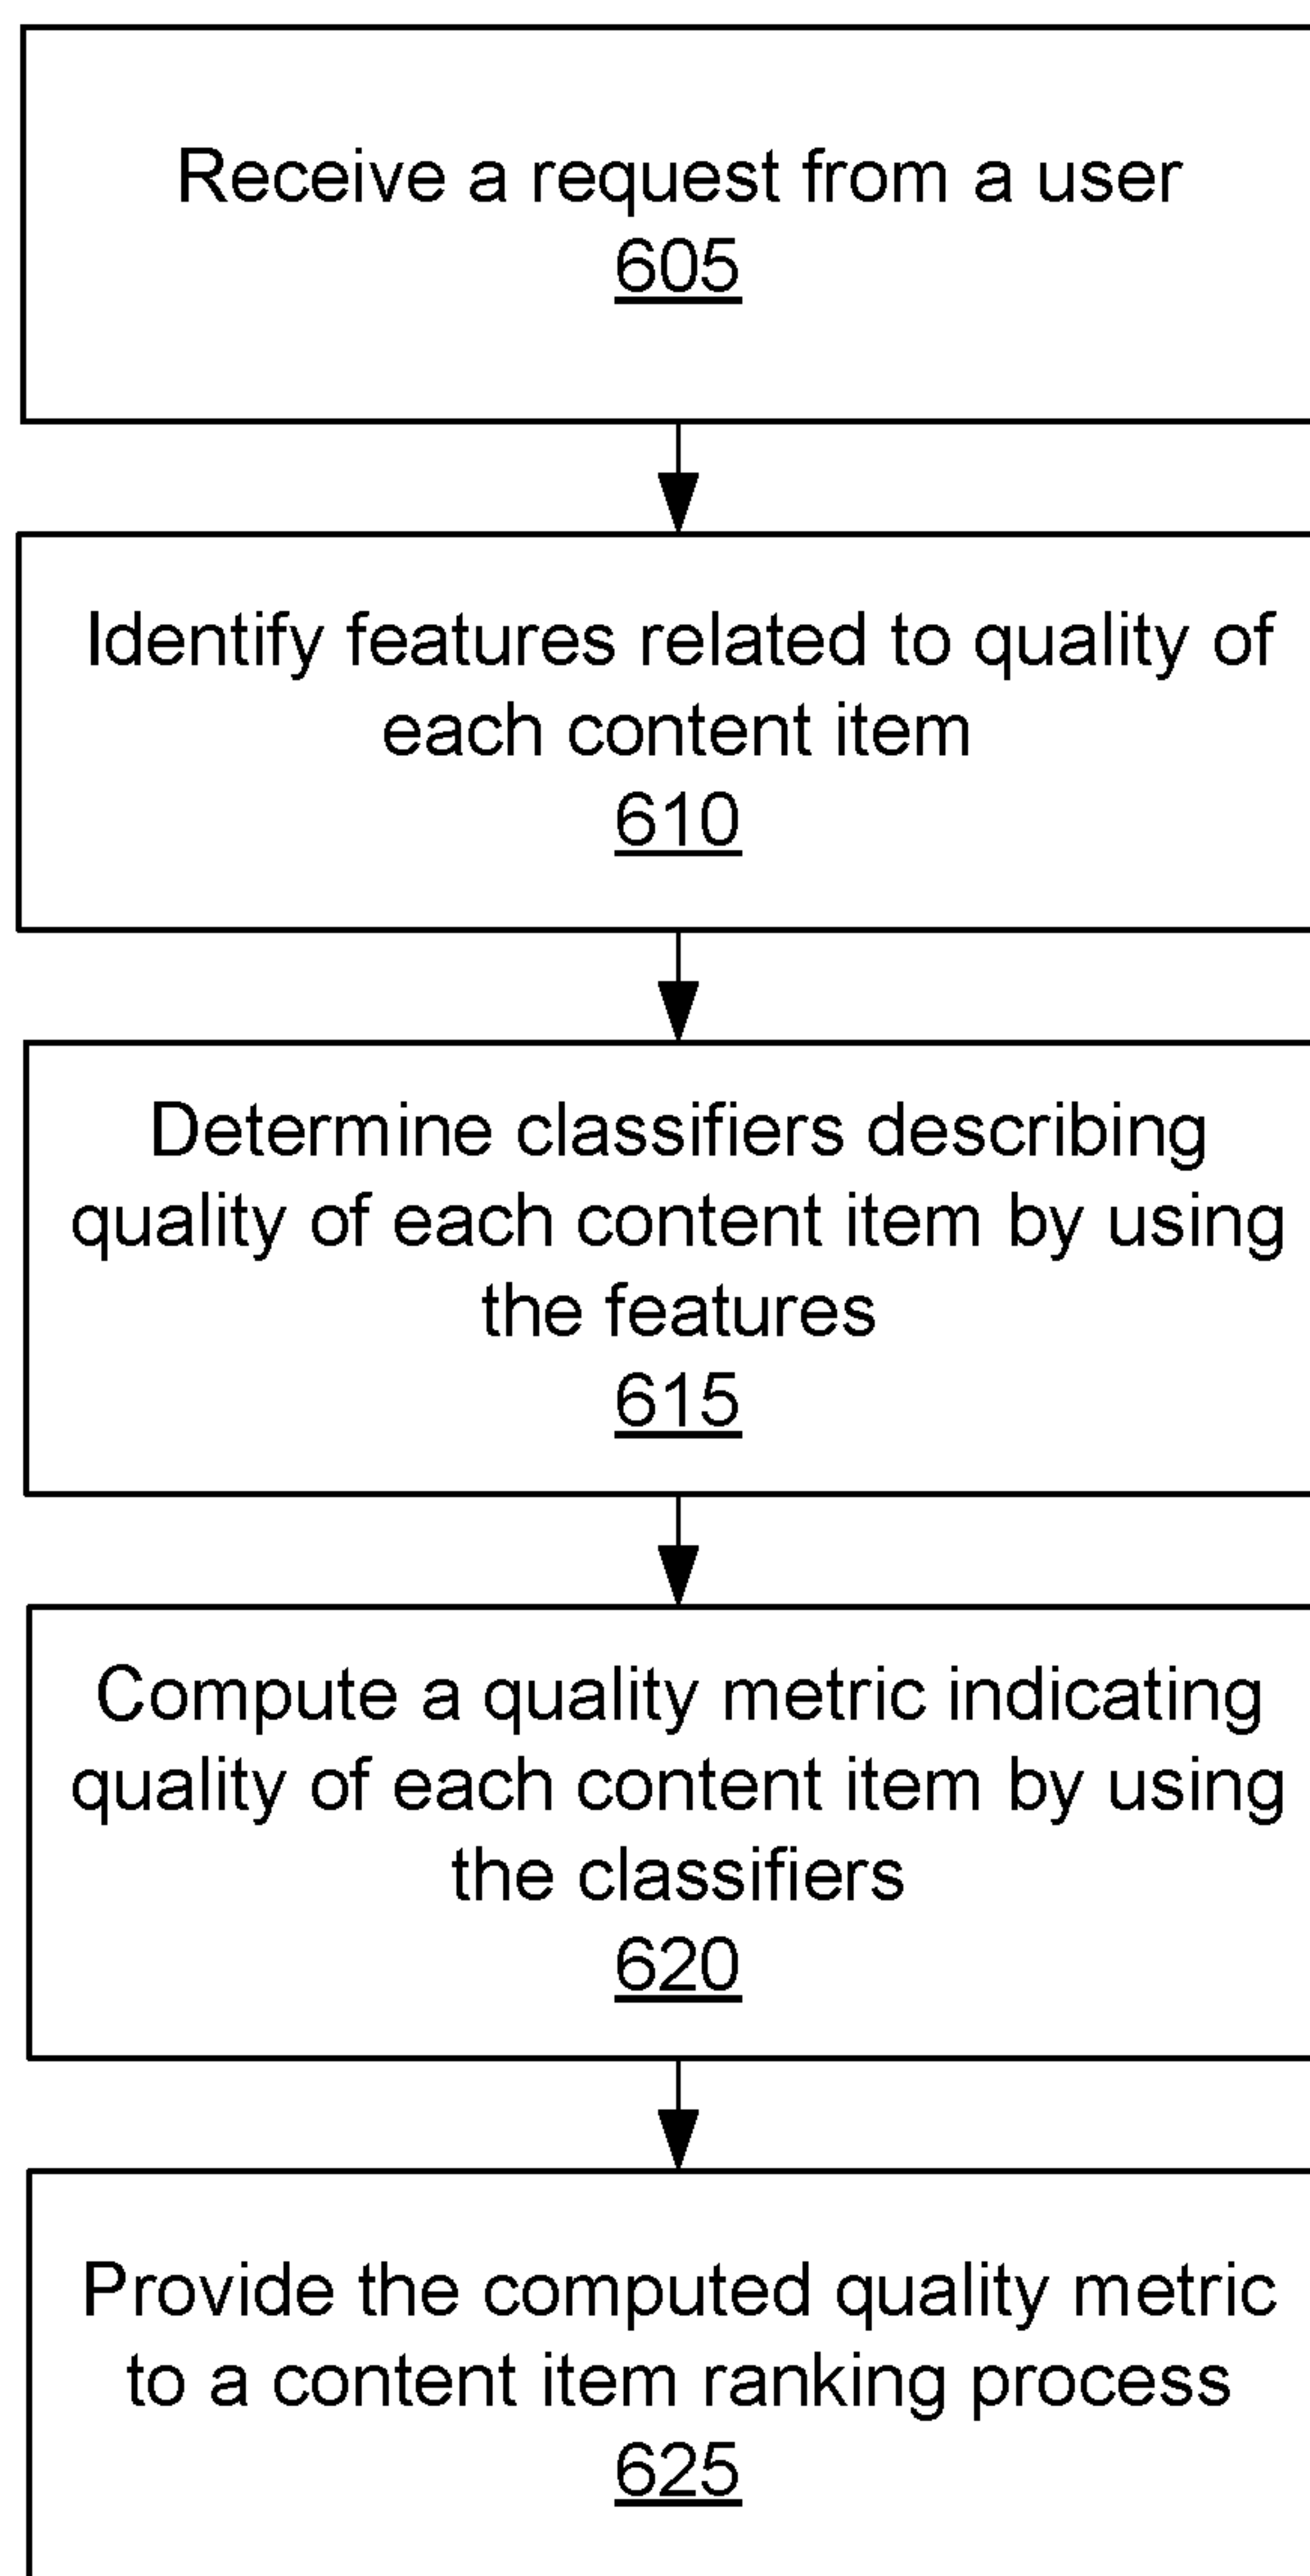 Receive a request from a user
605
Identify features related to quality of
each content item
610
Determine classifiers describing
quality of each content item by using
the features
615
Compute a quality metric indicating
quality of each content item by using
the classifiers
620
Provide the computed quality metric
to a content item ranking process
625